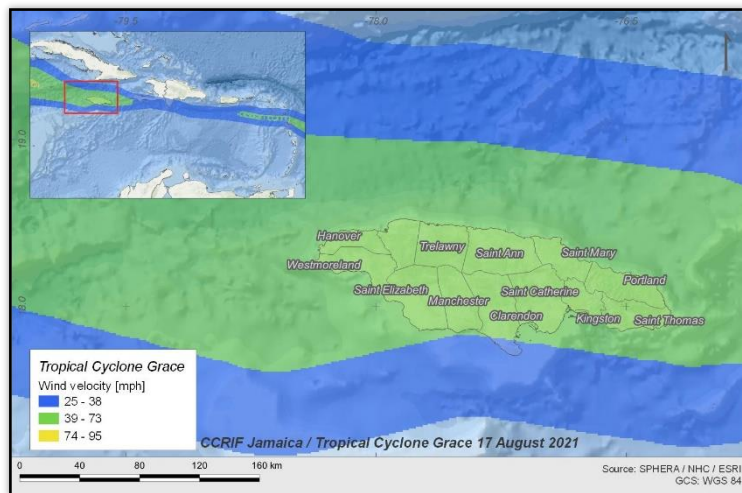 -79.5
-78.0
-76.5
19.0
18.0
Hanover
Trelawny
Saint Ann
Saint Mary
Westmoreland
Portland
Saint Elizabeth
Saint Catherine
Manchester
Clarendon
Kingston
Saint Thomas
Tropical Cyclone Grace
Wind velocity [mph]
25 - 38
39 - 73
74 - 95
CCRIF Jamaica / Tropical Cyclone Grace 17 August 2021
0 40 80 120 160 km
Source: SPHERA / NHC / ESRI
GCS: WGS 84